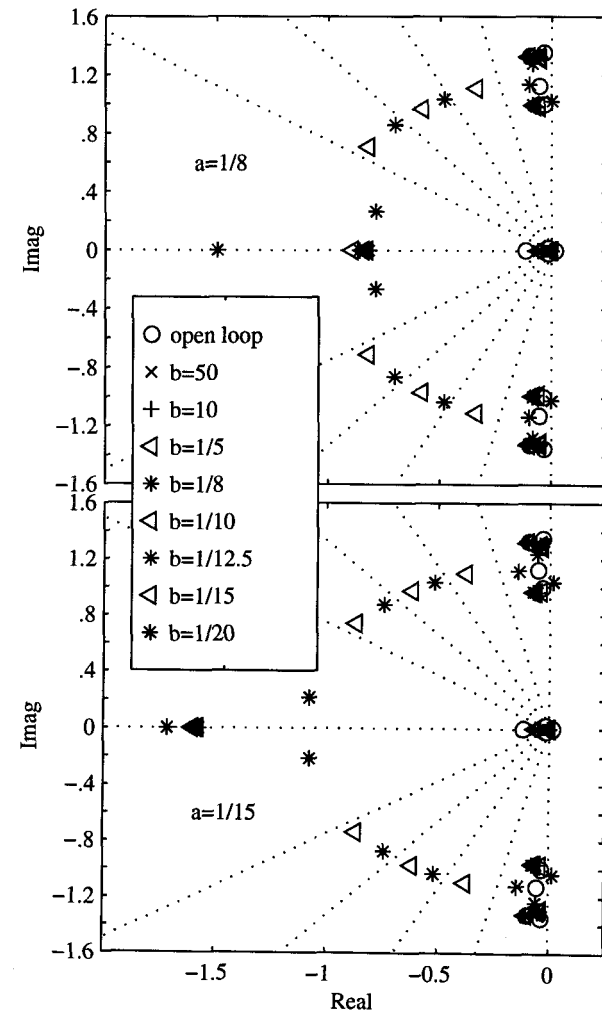 1.6
1.2
.8
.4
0
-.4
-.8
-1.2
-1.6
Imag
a=1/8
open loop
b=50
b=10
b=1/5
b=1/8
b=1/10
b=1/12.5
b=1/15
b=1/20
1.6
1.2
.8
.4
0
-.4
-.8
-1.2
-1.6
Imag
a=1/15
-1.5
-1
-0.5
0
Real